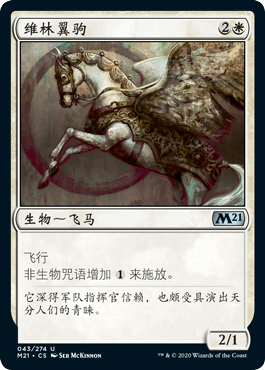 维林翼驹 2
生物～飞马 M21
飞行
非生物咒语增加 1 来施放。
它深得军队指挥官信赖，也颇受具演出天
分人们的青睐。
2/1
043/274 U
M21 • CS SEB MCKINNON
™ & © 2020 Wizards of the Coast